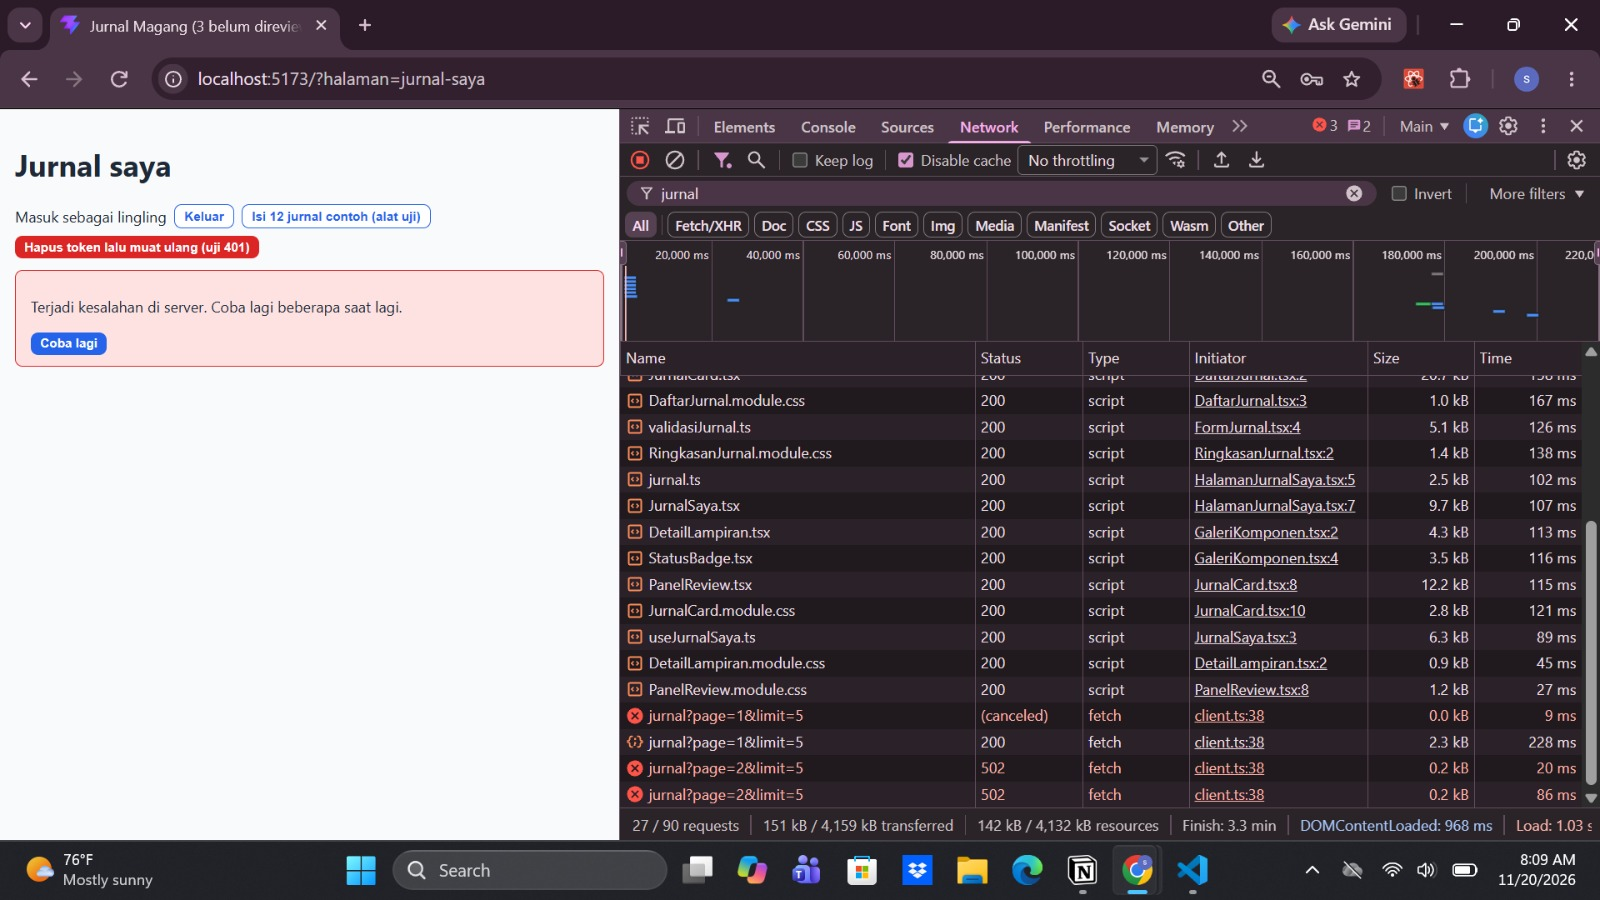 Jurnal Magang (3 belum direvie
Ask Gemini
localhost:5173/?halaman=jurnal-saya
S
Jurnal saya
Masuk sebagai lingling Keluar Isi 12 jurnal contoh (alat uji)
Hapus token lalu muat ulang (uji 401)
Terjadi kesalahan di server. Coba lagi beberapa saat lagi.
Coba lagi
Elements Console Sources Network Performance Memory 3 2 Main
Keep log Disable cache No throttling
jurnal Invert More filters
All Fetch/XHR Doc CSS JS Font Img Media Manifest Socket Wasm Other
20,000 ms 40,000 ms 60,000 ms 80,000 ms 100,000 ms 120,000 ms 140,000 ms 160,000 ms 180,000 ms 200,000 ms 220,0
Name Status Type Initiator Size Time
JurnalCard.tsx 200 script DaftarJurnal.tsx:2 20.7 kB 158 ms
DaftarJurnal.module.css 200 script DaftarJurnal.tsx:3 1.0 kB 167 ms
validasiJurnal.ts 200 script FormJurnal.tsx:4 5.1 kB 126 ms
RingkasanJurnal.module.css 200 script RingkasanJurnal.tsx:2 1.4 kB 138 ms
jurnal.ts 200 script HalamanJurnalSaya.tsx:5 2.5 kB 102 ms
JurnalSaya.tsx 200 script HalamanJurnalSaya.tsx:7 9.7 kB 107 ms
DetailLampiran.tsx 200 script GaleriKomponen.tsx:2 4.3 kB 113 ms
StatusBadge.tsx 200 script GaleriKomponen.tsx:4 3.5 kB 116 ms
PanelReview.tsx 200 script JurnalCard.tsx:8 12.2 kB 115 ms
JurnalCard.module.css 200 script JurnalCard.tsx:10 2.8 kB 121 ms
useJurnalSaya.ts 200 script JurnalSaya.tsx:3 6.3 kB 89 ms
DetailLampiran.module.css 200 script DetailLampiran.tsx:2 0.9 kB 45 ms
PanelReview.module.css 200 script PanelReview.tsx:8 1.2 kB 27 ms
jurnal?page=1&limit=5 (canceled) fetch client.ts:38 0.0 kB 9 ms
jurnal?page=1&limit=5 200 fetch client.ts:38 2.3 kB 228 ms
jurnal?page=2&limit=5 502 fetch client.ts:38 0.2 kB 20 ms
jurnal?page=2&limit=5 502 fetch client.ts:38 0.2 kB 86 ms
27 / 90 requests 151 kB / 4,159 kB transferred 142 kB / 4,132 kB resources Finish: 3.3 min DOMContentLoaded: 968 ms Load: 1.03 s
76°F
Mostly sunny
Search
8:09 AM
11/20/2026